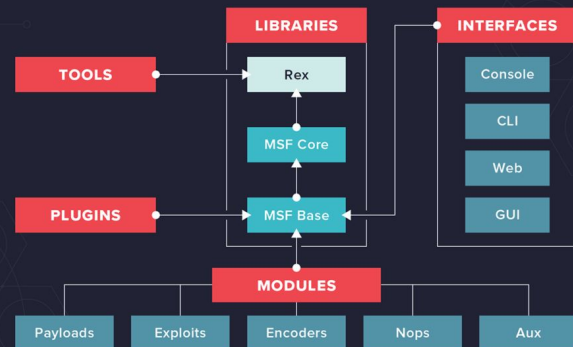 LIBRARIES
INTERFACES
TOOLS
Rex
Console
MSF Core
CLI
Web
PLUGINS
MSF Base
GUI
MODULES
Payloads
Exploits
Encoders
Nops
Aux